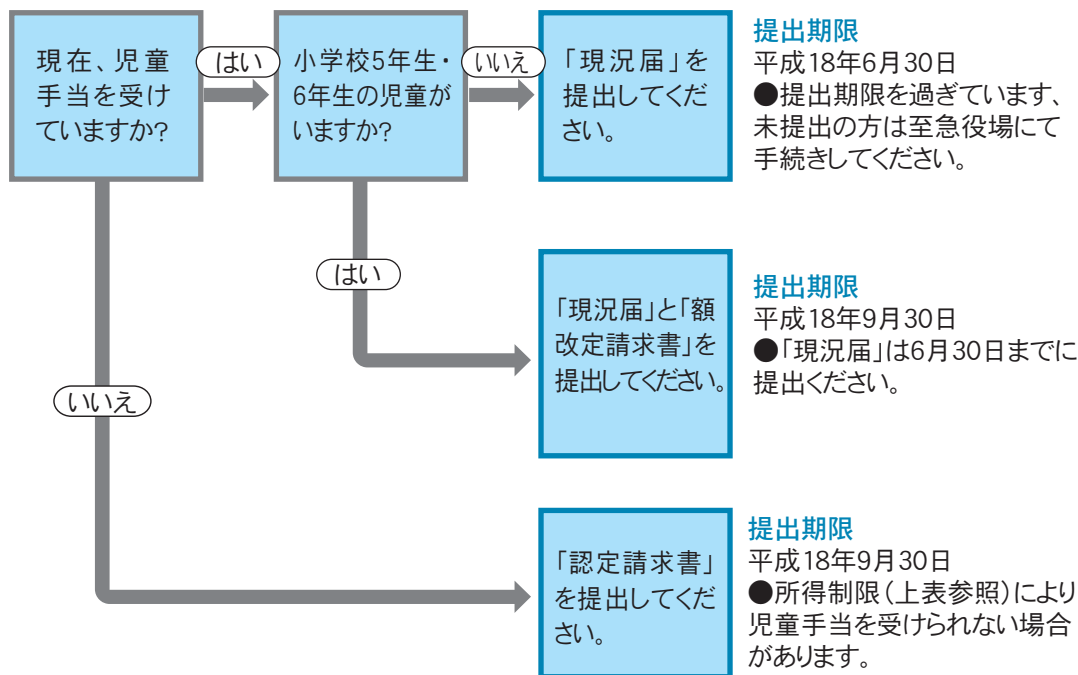 現在、児童
手当を受け
ていますか?
はい
小学校5年生・
6年生の児童が
いますか?
いいえ
「現況届」を
提出してくだ
さい。
提出期限
平成18年6月30日
●提出期限を過ぎています、
未提出の方は至急役場にて
手続きしてください。
はい
「現況届」と「額
改定請求書」を
提出してください。
提出期限
平成18年9月30日
●「現況届」は6月30日までに
提出ください。
いいえ
「認定請求書」
を提出してくだ
さい。
提出期限
平成18年9月30日
●所得制限(上表参照)により
児童手当を受けられない場合
があります。